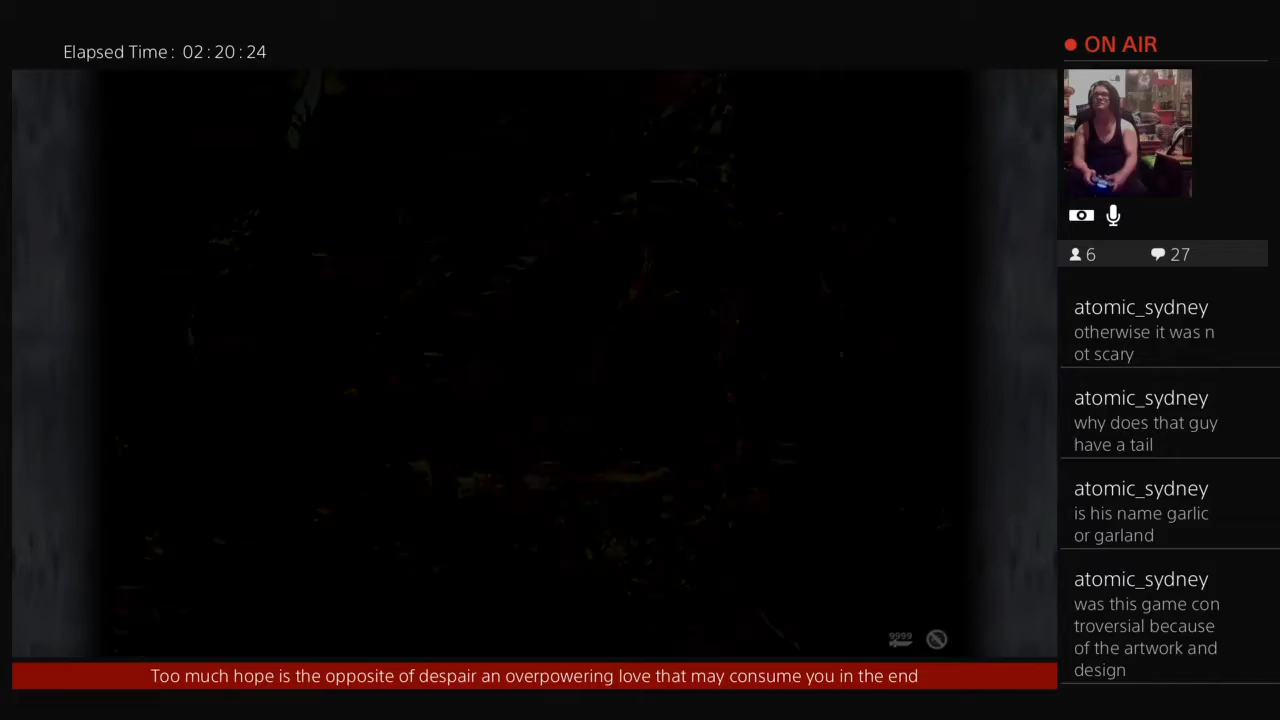 Elapsed Time: 02:20:24
ON AIR
6 27
atomic_sydney
otherwise it was n
ot scary
atomic_sydney
why does that guy
have a tail
atomic_sydney
is his name garlic
or garland
atomic_sydney
was this game con
troversial because
of the artwork and
design
9999
Too much hope is the opposite of despair an overpowering love that may consume you in the end